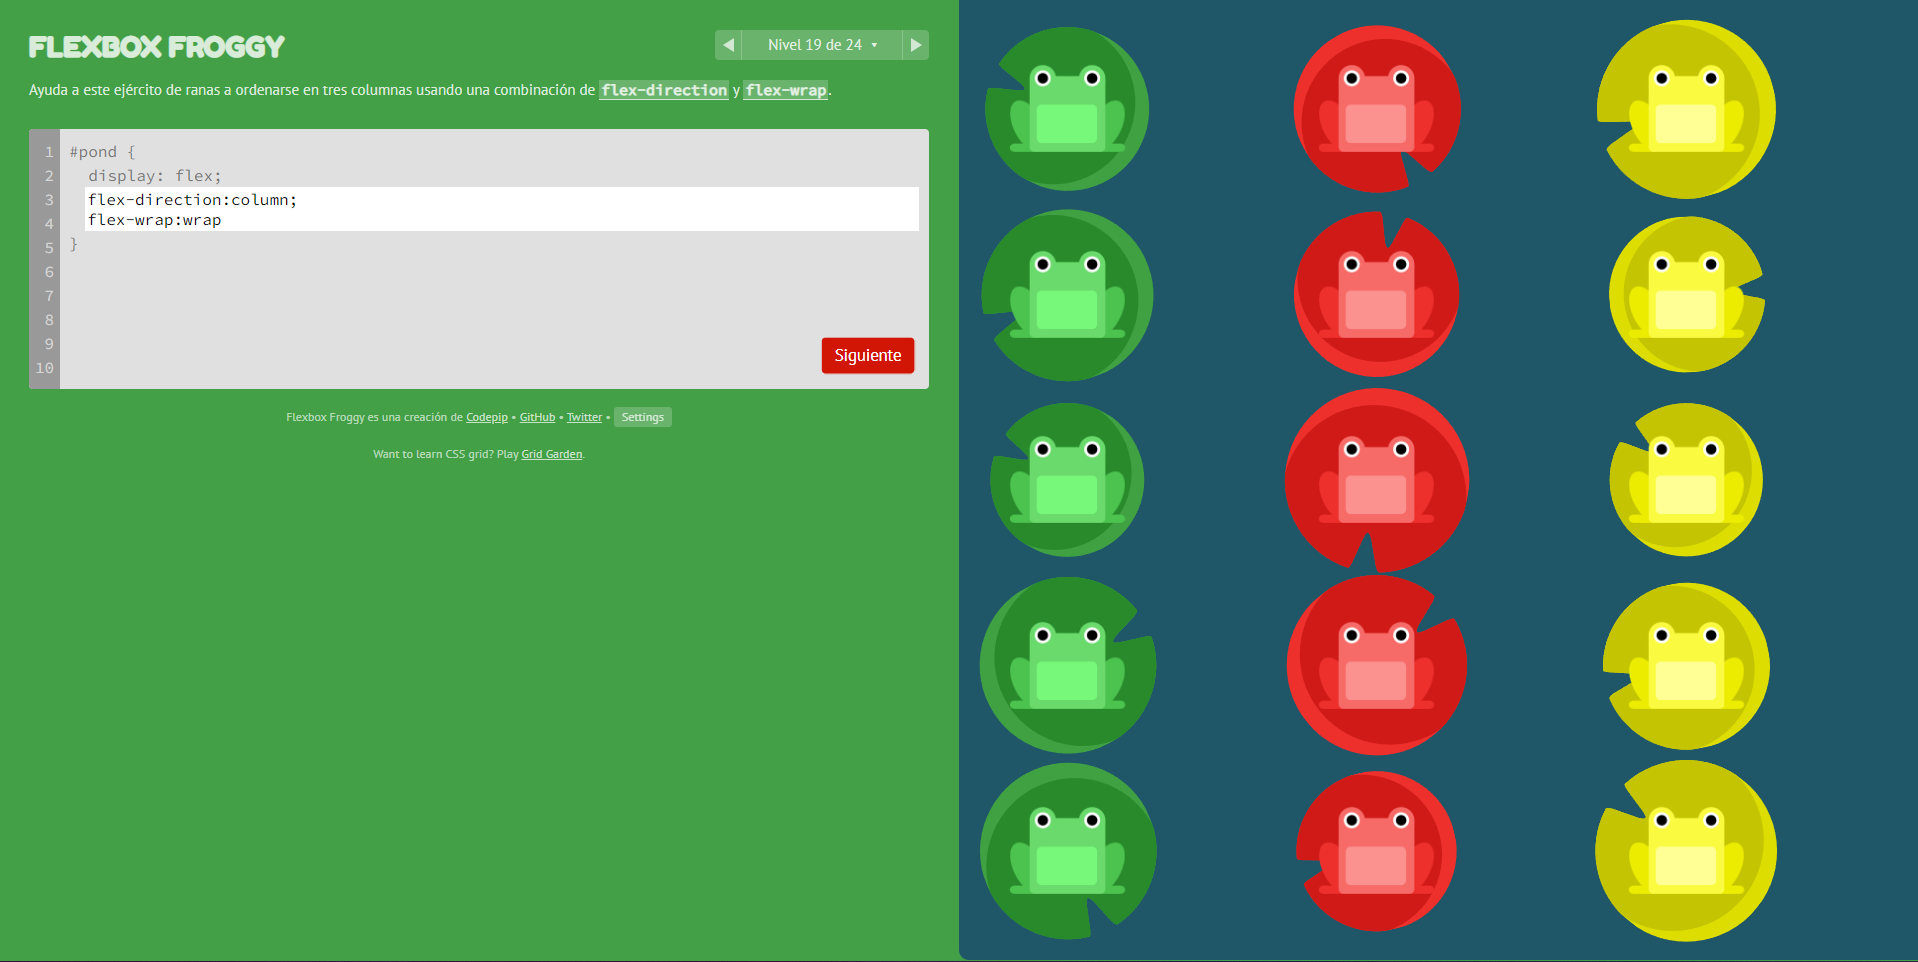 FLEXBOX FROGGY
Nivel 19 de 24
Ayuda a este ejército de ranas a ordenarse en tres columnas usando una combinación de flex-direction y flex-wrap.
1 #pond {
2 display: flex;
3 flex-direction:column;
4 flex-wrap:wrap
5 }
6
7
8
9
10
Siguiente
Flexbox Froggy es una creación de Codepip • GitHub • Twitter • Settings
Want to learn CSS grid? Play Grid Garden.